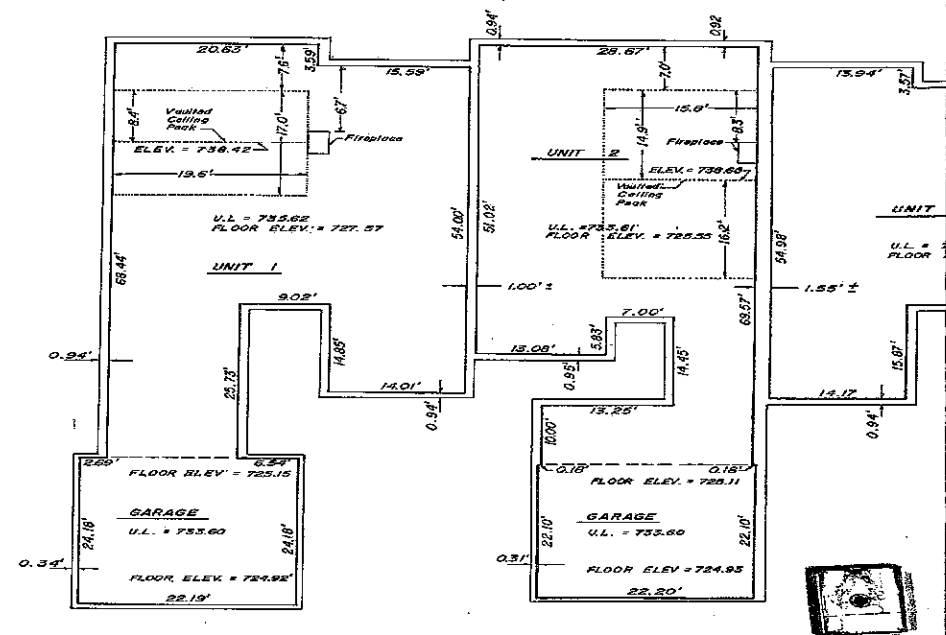 0.94'
0.92
20.63'
3.59'
7.6'
15.59'
28.67'
7.0'
13.94'
3.57'
8.4'
Vaulted
Ceiling
Peak
17.0'
6.7'
Fireplace
ELEV. = 738.42
19.6'
15.8'
14.9'
8.3'
Fireplace
UNIT 2
ELEV. = 738.68
Vaulted
Ceiling
Peak
16.2'
U.L = 735.62
FLOOR ELEV. = 727.57
54.00'
51.02'
FLOOR ELEV. = 725.55
54.98'
UNIT
U.L. =
FLOOR
UNIT 1
68.44'
1.00' ±
69.57'
1.55' ±
9.02'
7.00'
0.94'
14.85'
13.08'
5.83'
0.95'
14.45'
15.87'
25.73'
14.01'
0.94'
13.25'
14.17
0.94'
10.00'
2.69'
6.54'
FLOOR ELEV = 725.15
0.18'
0.18'
FLOOR ELEV. = 725.11
GARAGE
U.L. = 733.60
24.18'
24.18'
GARAGE
U.L. = 733.60
22.10'
22.10'
0.34'
FLOOR ELEV. = 724.92'
22.19'
0.31'
FLOOR ELEV = 724.95
22.20'